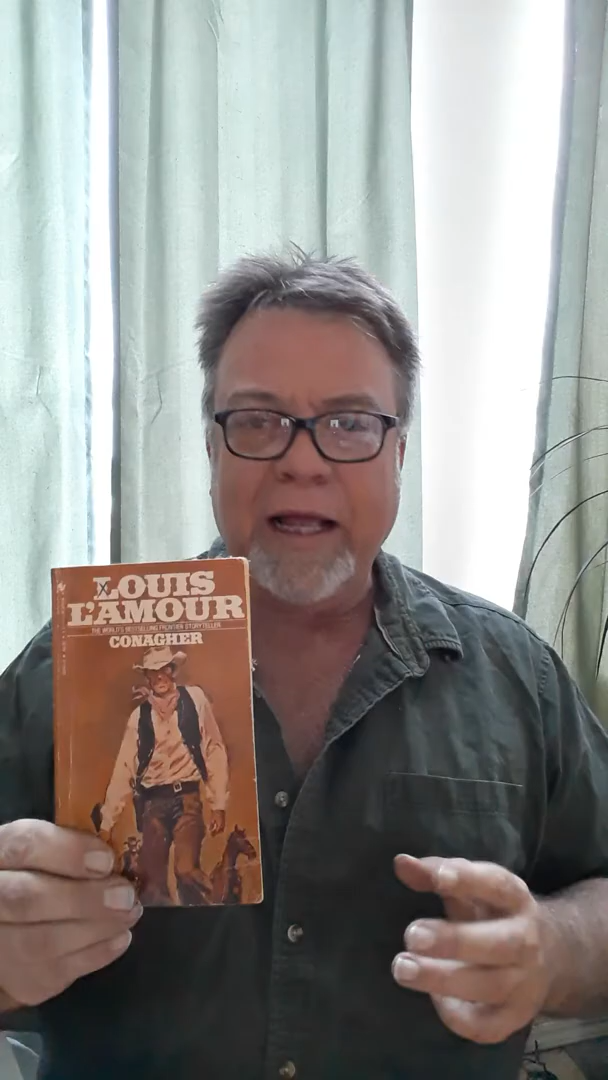 LOUIS
L'AMOUR
THE WORLD'S BESTSELLING FRONTIER STORYTELLER
CONAGHER